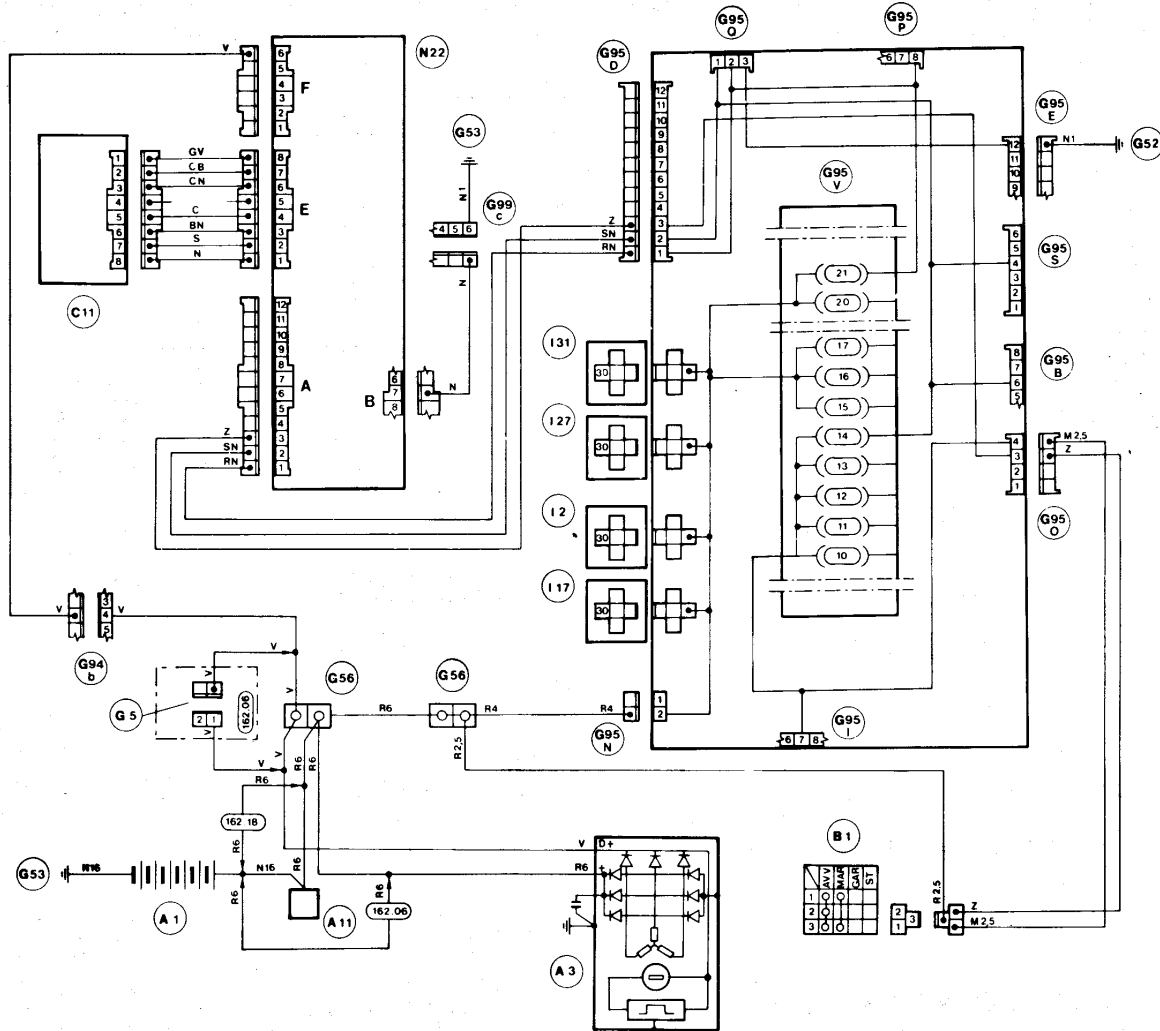 V
6
5
4
3
2
1
F
N22
G95 D
G95 Q
G95 P
1 2 3
6 7 8
12
11
10
9
8
7
6
5
4
3
2
1
G95 E
N1
G52
12
11
10
9
G53
N1
G99 c
4 5 6
N
1
2
3
4
5
6
7
8
GV
CB
CN
C
BN
S
N
8
7
6
5
4
3
2
1
E
C11
Z
SN
RN
G95 V
21
20
17
16
15
14
13
12
11
10
6
5
4
3
2
1
G95 S
8
7
6
5
G95 B
12
11
10
9
8
7
6
5
4
3
2
1
A
B
6
7
8
N
Z
SN
RN
I31
30
I27
30
I2
30
I17
30
4
3
2
1
M2,5
Z
G95 O
V
3
4
5
V
G94 b
G5
V
2 1
V
162.06
V
V
G56
R6
G56
R4
R4
G95 N
1
2
6 7 8
G95 I
R2,5
V
R6
R6
V
R6
162.18
R6
R6
G53
N16
A1
R6
N16
A11
R6
162.06
V
D+
R6
+
A3
B1
AVV
MAR
GAR
ST
1
2
3
2
3
1
R2,5
Z
M2,5